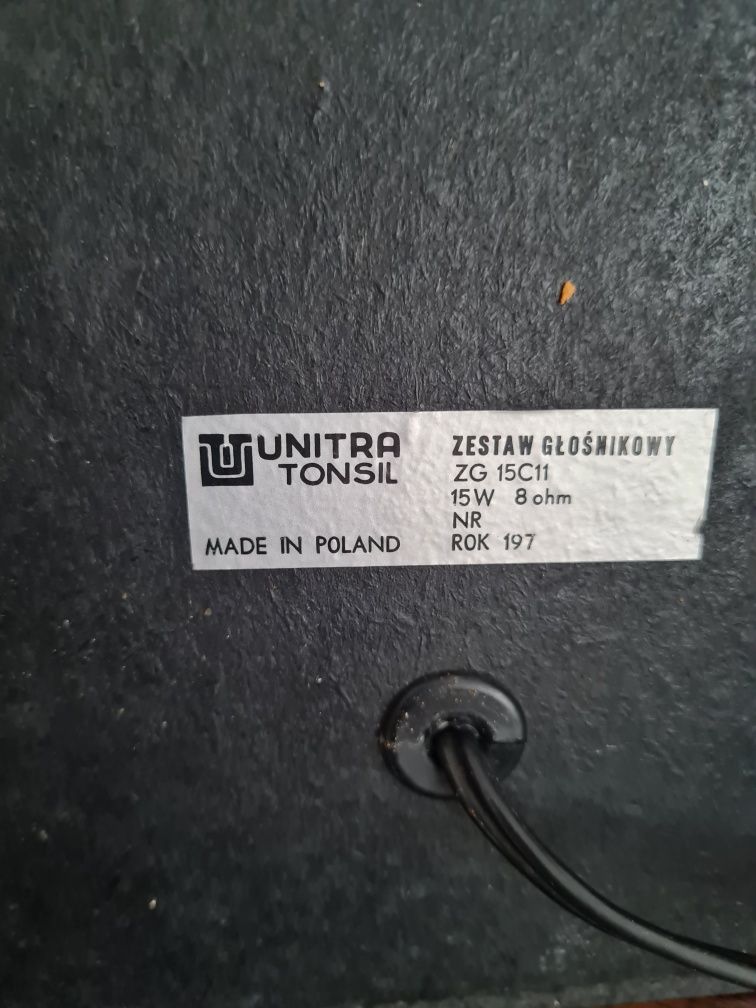 UNITRA
TONSIL
MADE IN POLAND
ZESTAW GŁOŚNIKOWY
ZG 15C11
15W 8 ohm
NR
ROK 197